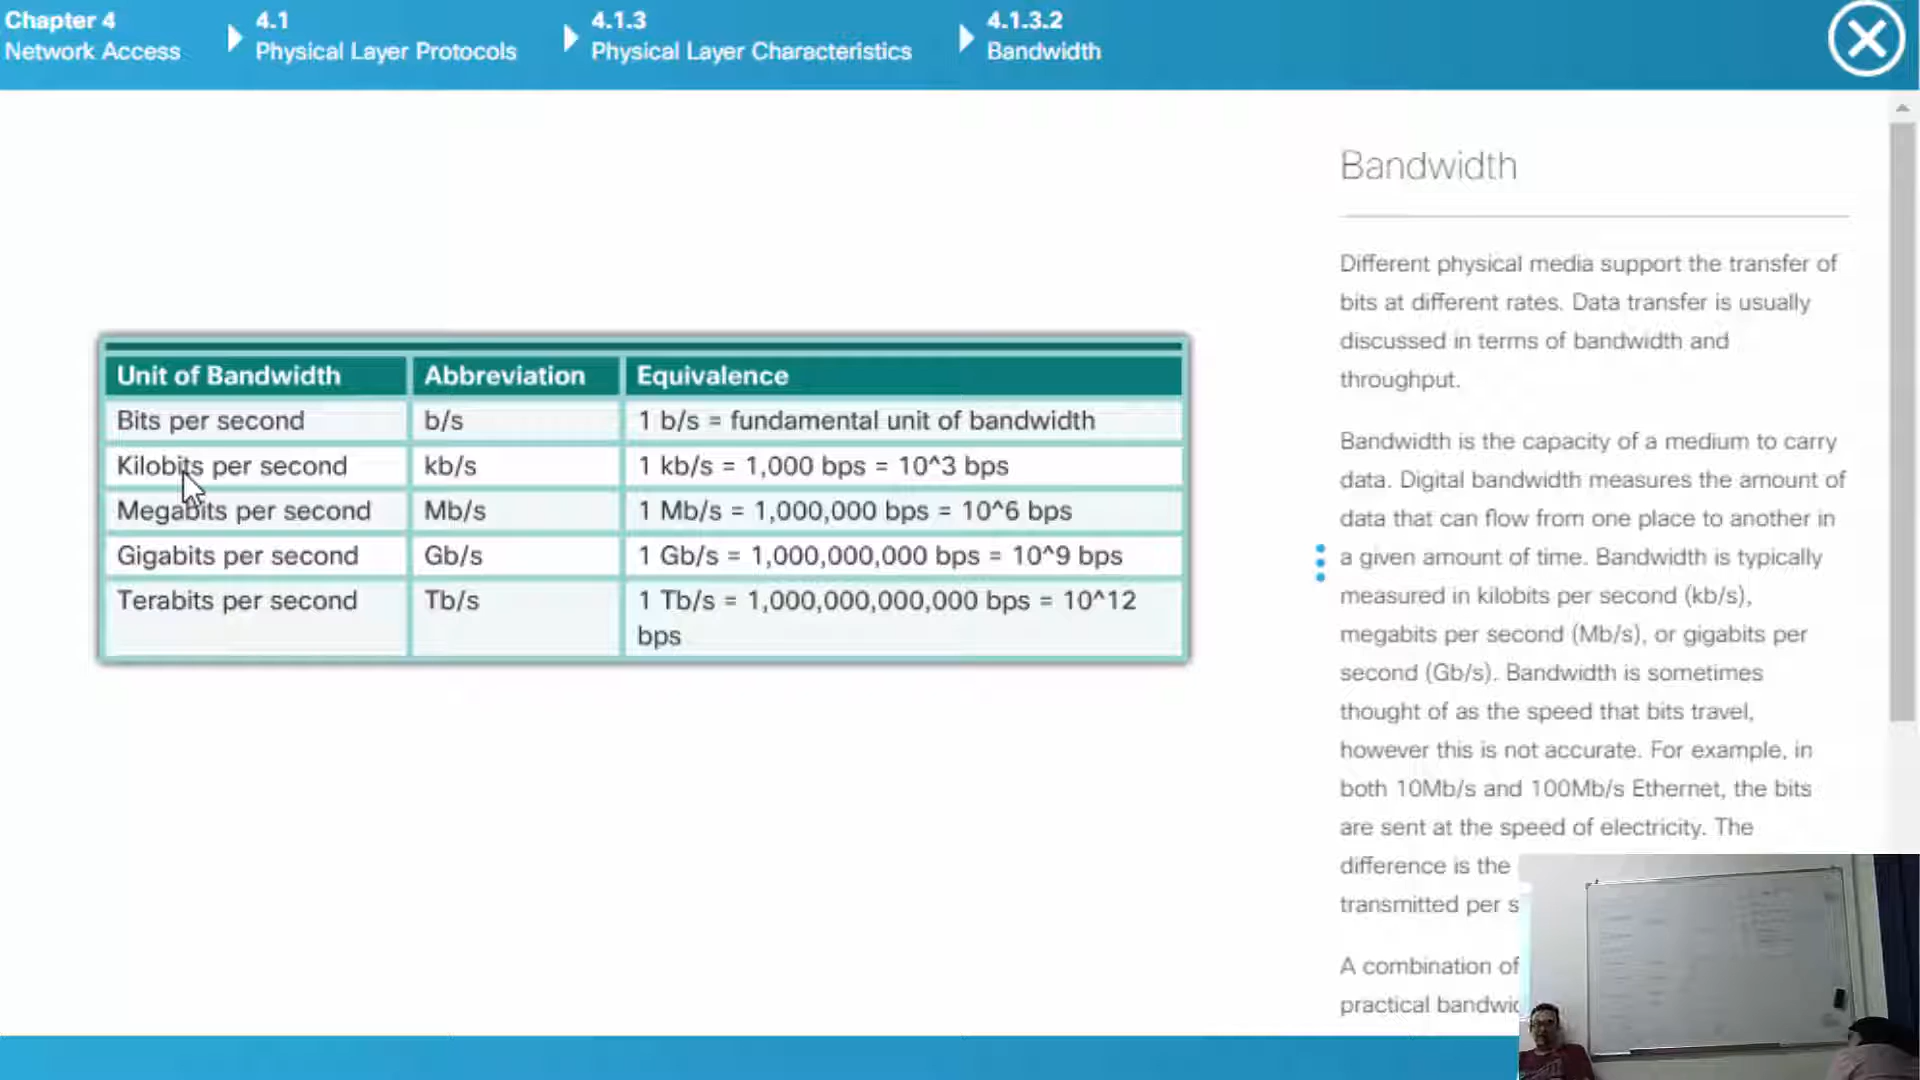 Chapter 4
Network Access
4.1
Physical Layer Protocols
4.1.3
Physical Layer Characteristics
4.1.3.2
Bandwidth
Unit of Bandwidth Abbreviation Equivalence
Bits per second b/s 1 b/s = fundamental unit of bandwidth
Kilobits per second kb/s 1 kb/s = 1,000 bps = 10^3 bps
Megabits per second Mb/s 1 Mb/s = 1,000,000 bps = 10^6 bps
Gigabits per second Gb/s 1 Gb/s = 1,000,000,000 bps = 10^9 bps
Terabits per second Tb/s 1 Tb/s = 1,000,000,000,000 bps = 10^12
bps
Bandwidth
Different physical media support the transfer of
bits at different rates. Data transfer is usually
discussed in terms of bandwidth and
throughput.
Bandwidth is the capacity of a medium to carry
data. Digital bandwidth measures the amount of
data that can flow from one place to another in
a given amount of time. Bandwidth is typically
measured in kilobits per second (kb/s),
megabits per second (Mb/s), or gigabits per
second (Gb/s). Bandwidth is sometimes
thought of as the speed that bits travel,
however this is not accurate. For example, in
both 10Mb/s and 100Mb/s Ethernet, the bits
are sent at the speed of electricity. The
difference is the
transmitted per s
A combination of
practical bandwid